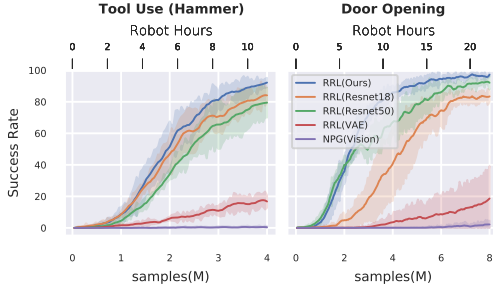 Tool Use (Hammer)
Robot Hours
0 2 4 6 8 10
Success Rate
100
80
60
40
20
0
0 1 2 3 4
samples(M)
Door Opening
Robot Hours
0 5 10 15 20
RRL(Ours)
RRL(Resnet18)
RRL(Resnet50)
RRL(VAE)
NPG(Vision)
0 2 4 6 8
samples(M)